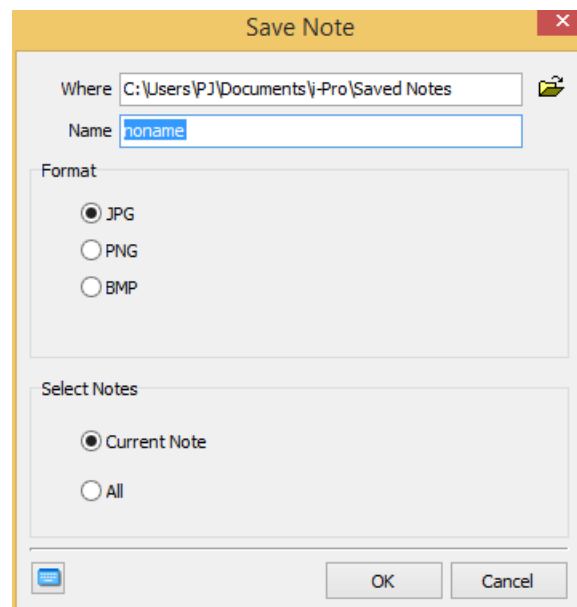 Save Note
Where C:\Users\PJ\Documents\i-Pro\Saved Notes
Name noname
Format
JPG
PNG
BMP
Select Notes
Current Note
All
OK Cancel